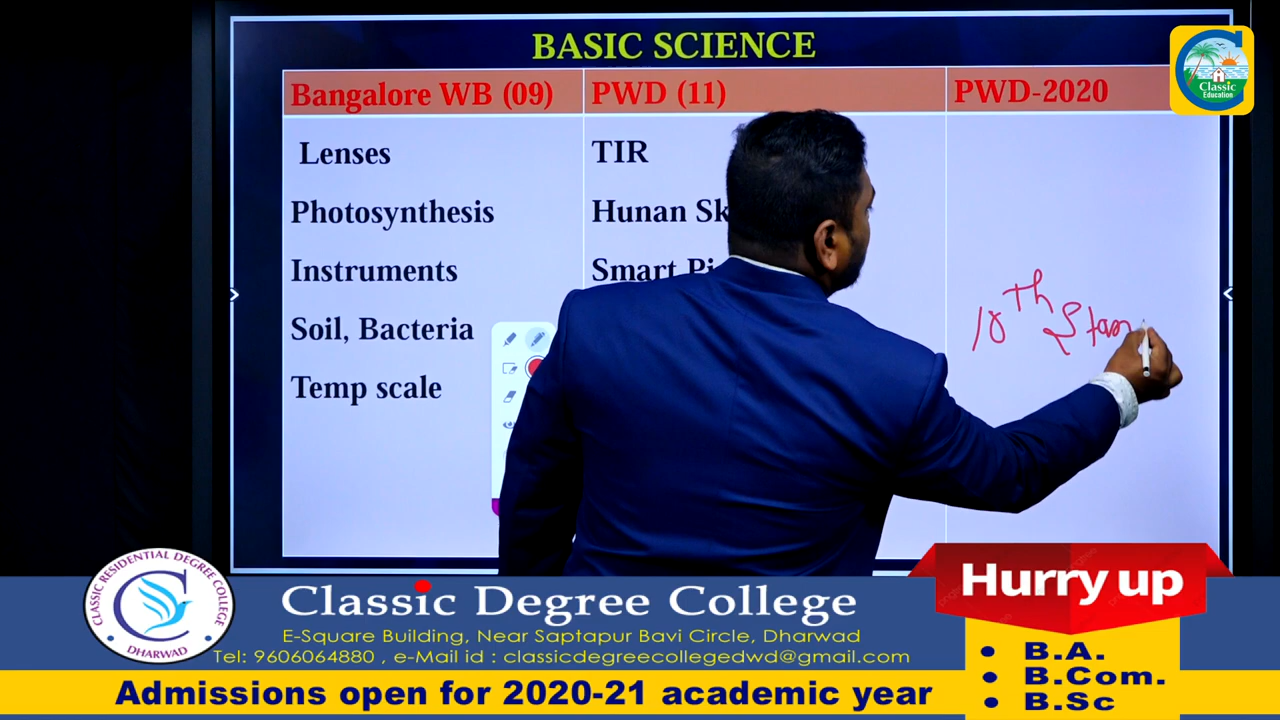 BASIC SCIENCE
Classic
Education
Bangalore WB (09) PWD (11) PWD-2020
Lenses TIR
Photosynthesis Hunan Sk
Instruments Smart Pi
Soil, Bacteria
Temp scale
10th Stan
CLASSIC RESIDENTIAL DEGREE COLLEGE
DHARWAD
Classic Degree College
E-Square Building, Near Saptapur Bavi Circle, Dharwad
Tel: 9606064880 , e-Mail id : classicdegreecollegedwd@gmail.com
Admissions open for 2020-21 academic year
Hurry up
• B.A.
• B.Com.
• B.Sc